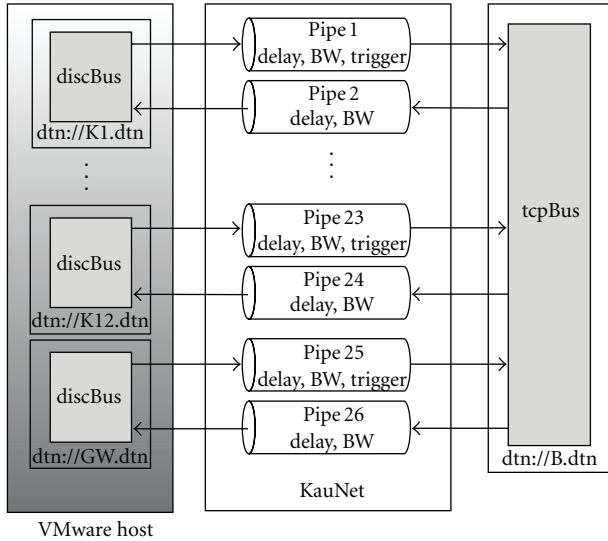 discBus
dtn://K1.dtn
discBus
dtn://K12.dtn
discBus
dtn://GW.dtn
VMware host
Pipe 1
delay, BW, trigger
Pipe 2
delay, BW
Pipe 23
delay, BW, trigger
Pipe 24
delay, BW
Pipe 25
delay, BW, trigger
Pipe 26
delay, BW
KauNet
tcpBus
dtn://B.dtn